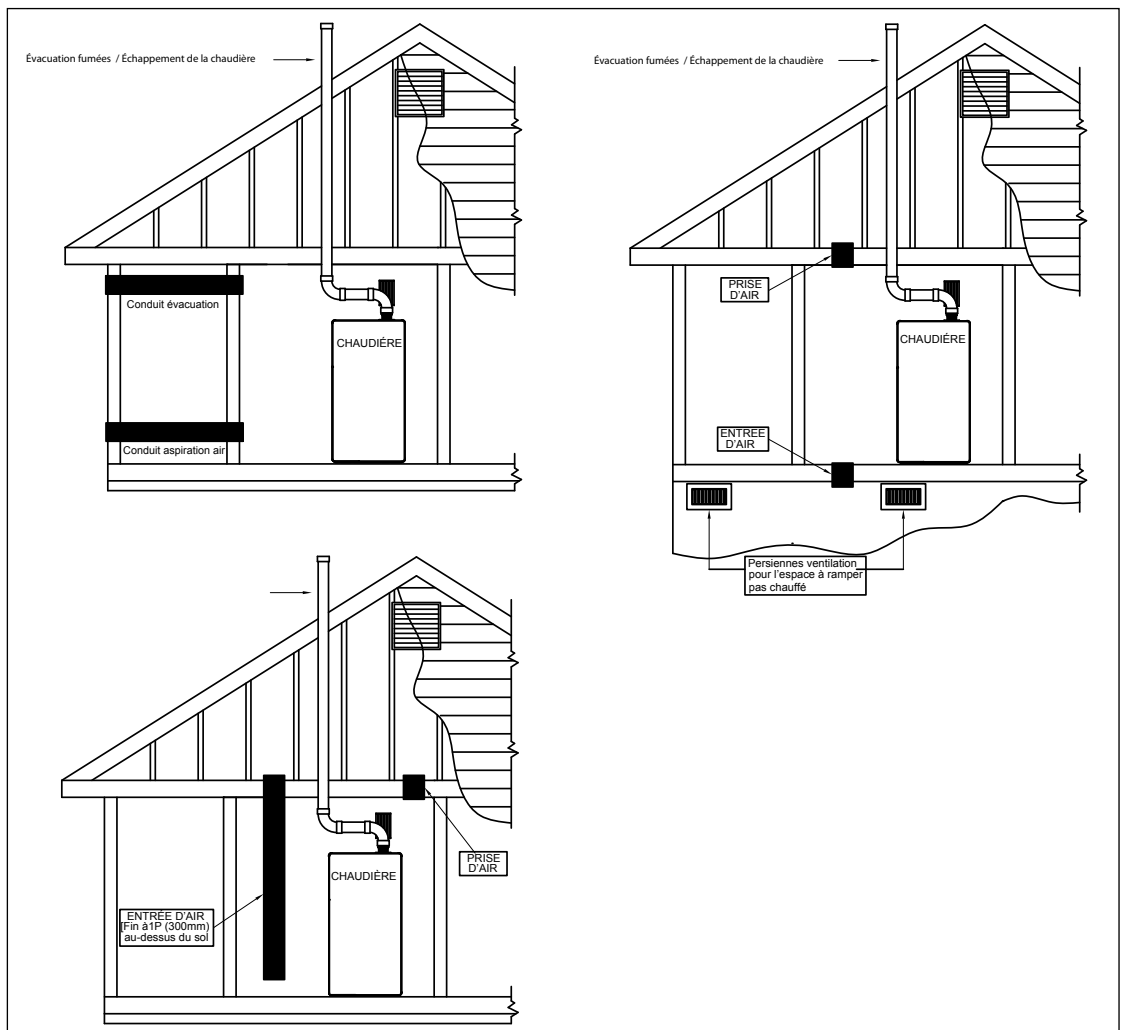 Évacuation fumées / Échappement de la chaudière
Conduit évacuation
CHAUDIÉRE
Conduit aspiration air
Évacuation fumées / Échappement de la chaudière
PRISE
D'AIR
CHAUDIÉRE
ENTRÉE
D'AIR
Persiennes ventilation
pour l'espace à ramper
pas chauffé
PRISE
D'AIR
CHAUDIÈRE
ENTRÉE D'AIR
[Fin à1P (300mm)
au-dessus du sol